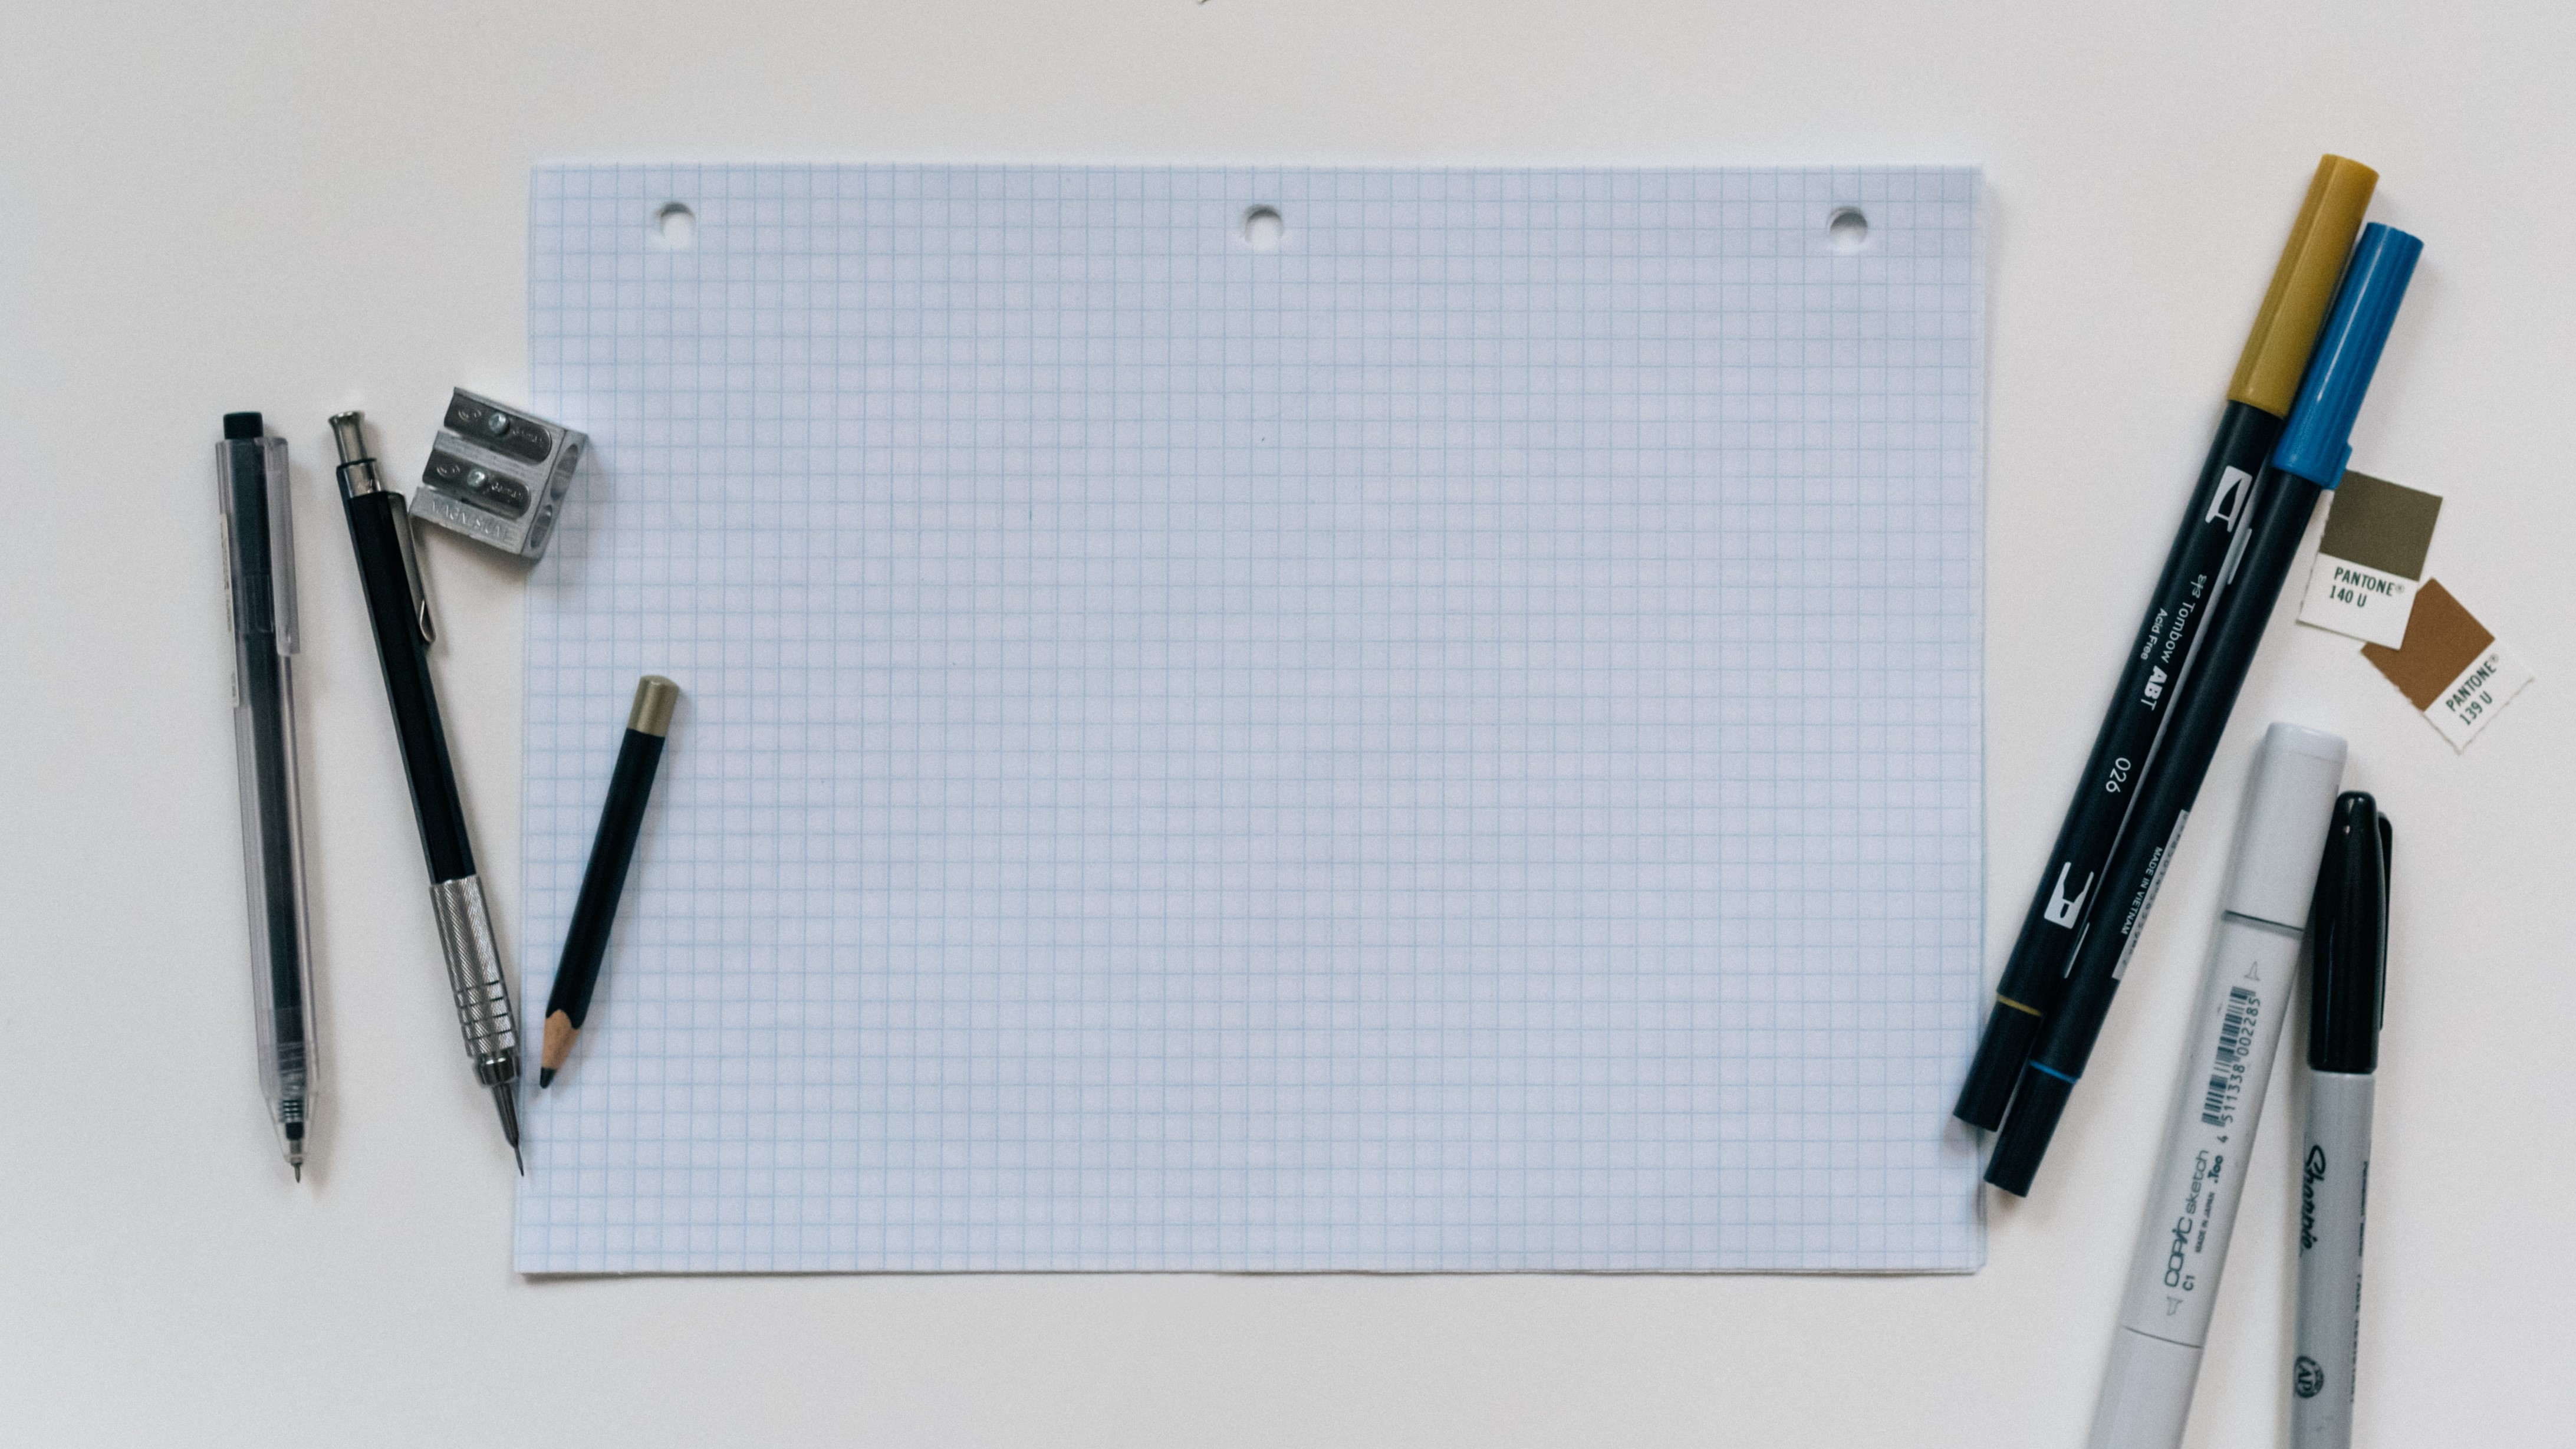 Tombow ABT
Acid Free
026
MADE IN VIETNAM
PANTONE®
140 U
PANTONE®
139 U
4 511338 002285
COPIC sketch
MADE IN JAPAN
Too
C1
Sharpie
AP